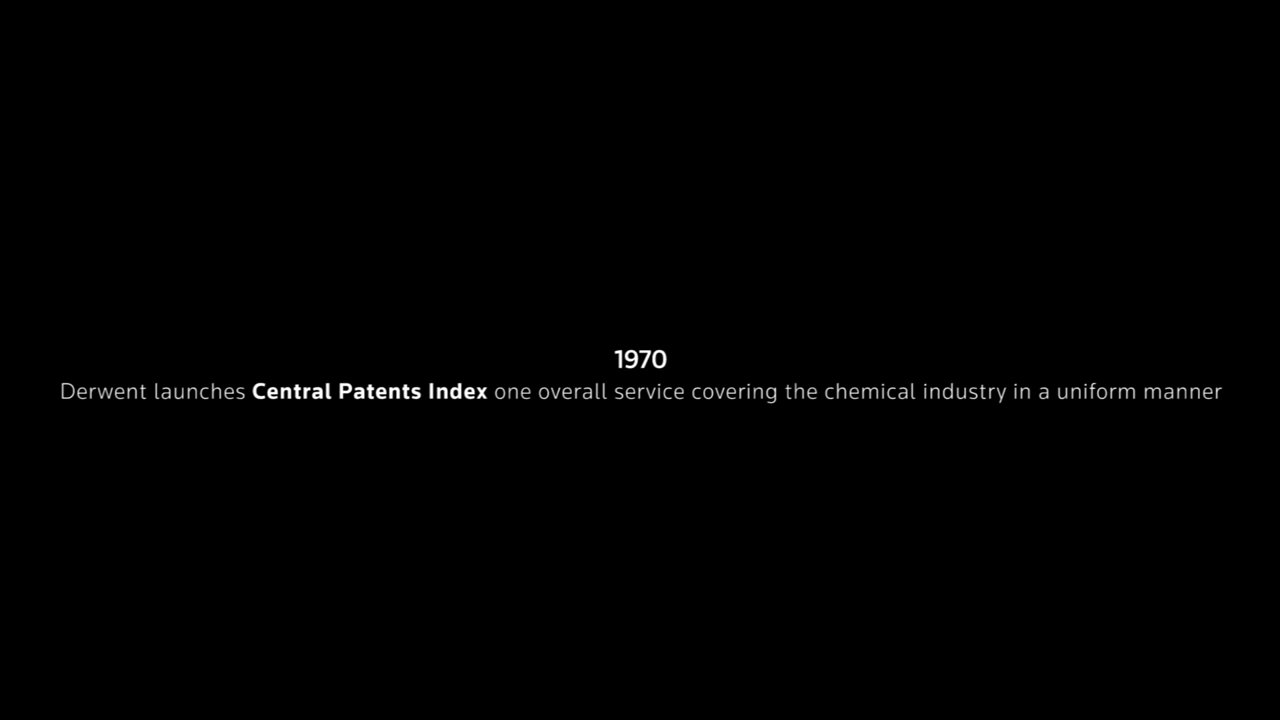 1970
Derwent launches Central Patents Index one overall service covering the chemical industry in a uniform manner